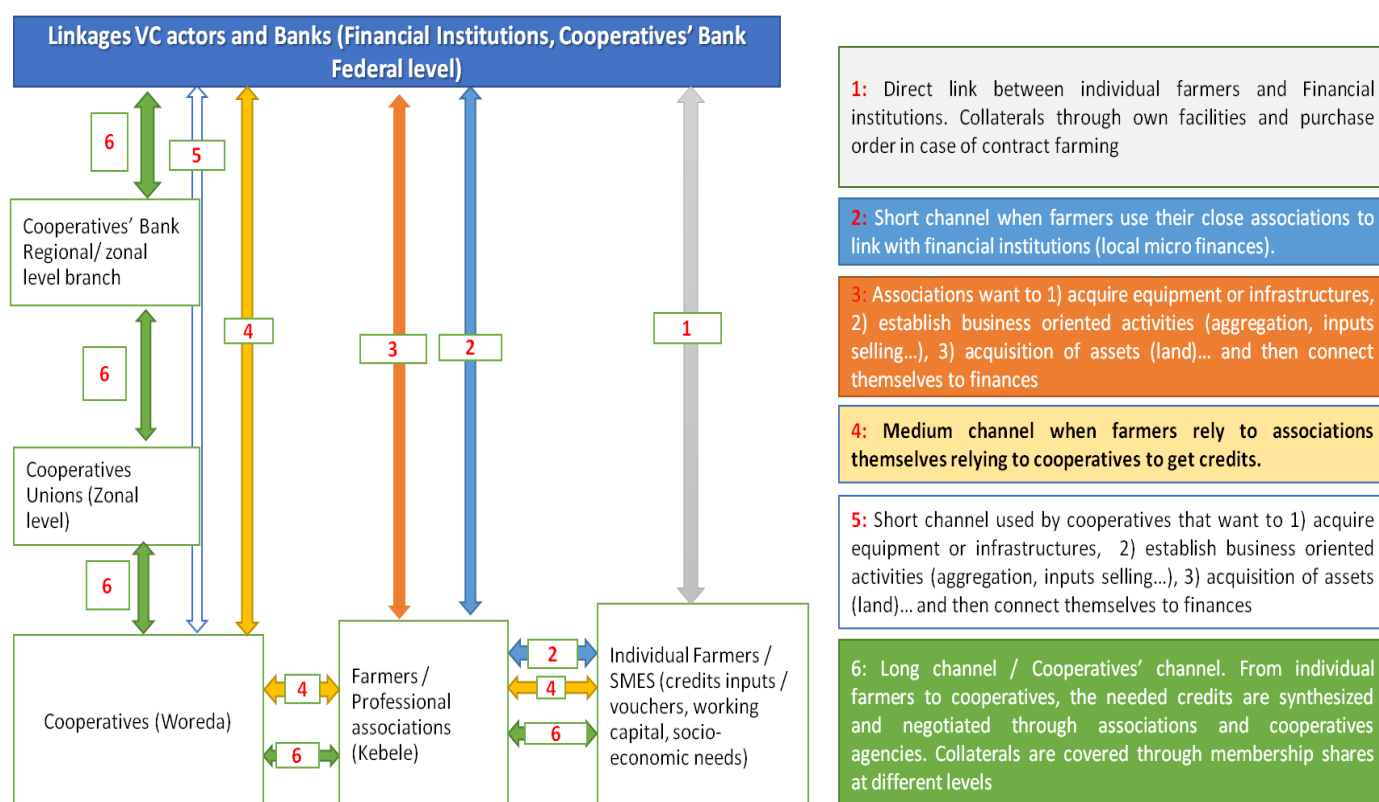 Linkages VC actors and Banks (Financial Institutions, Cooperatives' Bank
Federal level)
6
5
Cooperatives' Bank
Regional/ zonal
level branch
6
4
3
2
1
Cooperatives
Unions (Zonal
level)
6
Cooperatives (Woreda)
4
6
Farmers /
Professional
associations
(Kebele)
2
4
6
Individual Farmers /
SMES (credits inputs /
vouchers, working
capital, socio-
economic needs)
1: Direct link between individual farmers and Financial
institutions. Collaterals through own facilities and purchase
order in case of contract farming
2: Short channel when farmers use their close associations to
link with financial institutions (local micro finances).
3: Associations want to 1) acquire equipment or infrastructures,
2) establish business oriented activities (aggregation, inputs
selling…), 3) acquisition of assets (land)… and then connect
themselves to finances
4: Medium channel when farmers rely to associations
themselves relying to cooperatives to get credits.
5: Short channel used by cooperatives that want to 1) acquire
equipment or infrastructures, 2) establish business oriented
activities (aggregation, inputs selling…), 3) acquisition of assets
(land)… and then connect themselves to finances
6: Long channel / Cooperatives' channel. From individual
farmers to cooperatives, the needed credits are synthesized
and negotiated through associations and cooperatives
agencies. Collaterals are covered through membership shares
at different levels